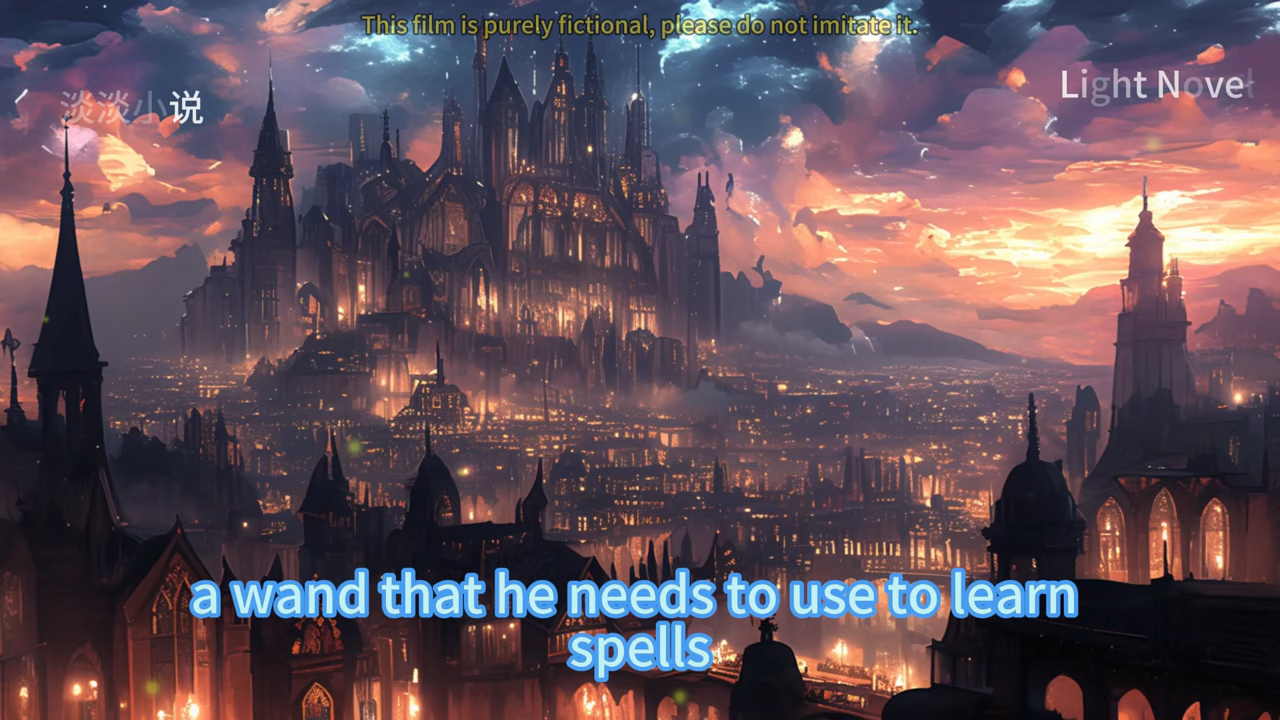 This film is purely fictional, please do not imitate it.
淡淡小说
Light Novel
a wand that he needs to use to learn
spells